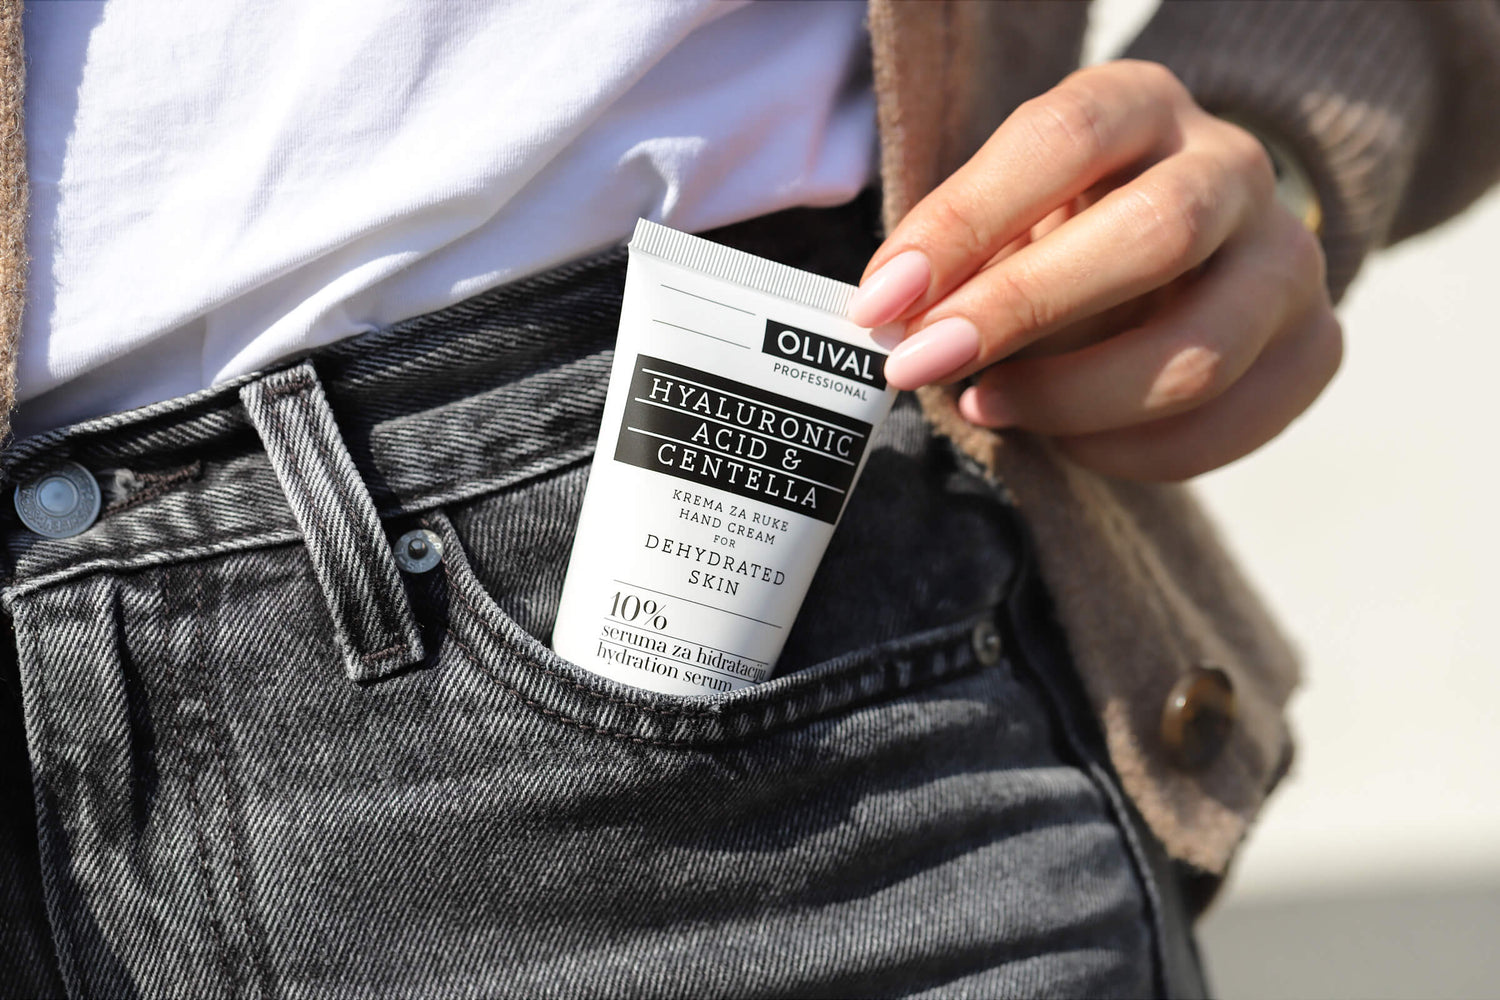 OLIVAL
PROFESSIONAL
HYALURONIC
ACID &
CENTELLA
KREMA ZA RUKE
HAND CREAM
FOR
DEHYDRATED
SKIN
10%
seruma za hidrataciju
hydration serum